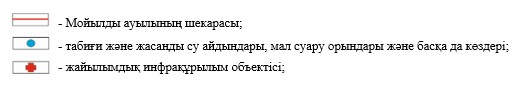 - Мойылды ауылының шекарасы;
- табиғи және жасанды су айдындары, мал суару орындары және басқа да көздері;
- жайылымдық инфрақұрылым объектісі;